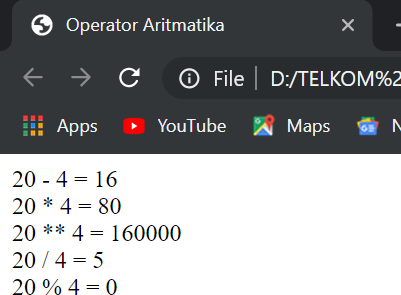 Operator Aritmatika
File D:/TELKOM%2
Apps YouTube Maps N
20 - 4 = 16
20 * 4 = 80
20 ** 4 = 160000
20 / 4 = 5
20 % 4 = 0